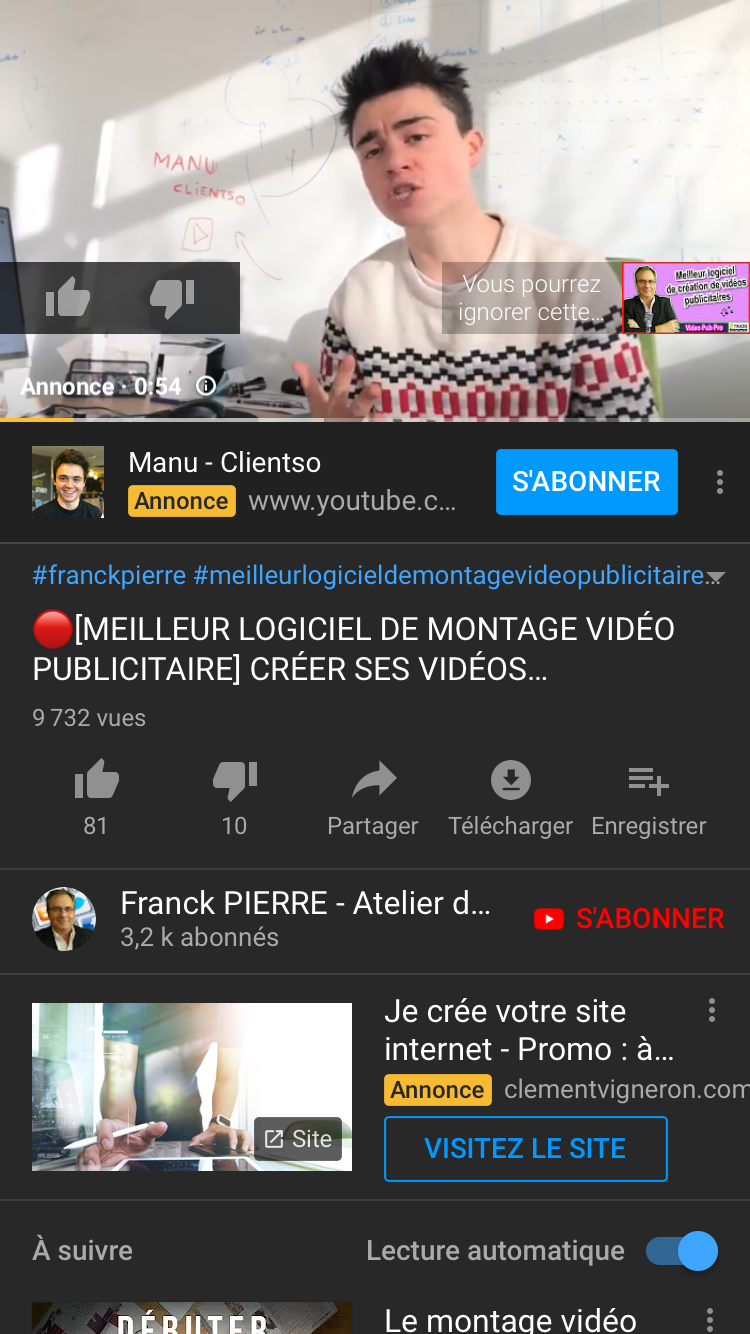 MANU
CLIENTSO
Vous pourrez
ignorer cette…
Meilleur logiciel
de création de vidéos
publicitaires
Video Pub Pro
Annonce · 0:54
Manu - Clientso
Annonce www.youtube.c…
S'ABONNER
#franckpierre #meilleurlogicieldemontagevideopublicitaire…
🔴[MEILLEUR LOGICIEL DE MONTAGE VIDÉO
PUBLICITAIRE] CRÉER SES VIDÉOS…
9 732 vues
81
10
Partager
Télécharger
Enregistrer
Franck PIERRE - Atelier d…
3,2 k abonnés
S'ABONNER
Je crée votre site
internet - Promo : à…
Annonce clementvigneron.com
Site
VISITEZ LE SITE
À suivre
Lecture automatique
DÉBUTER
Le montage vidéo